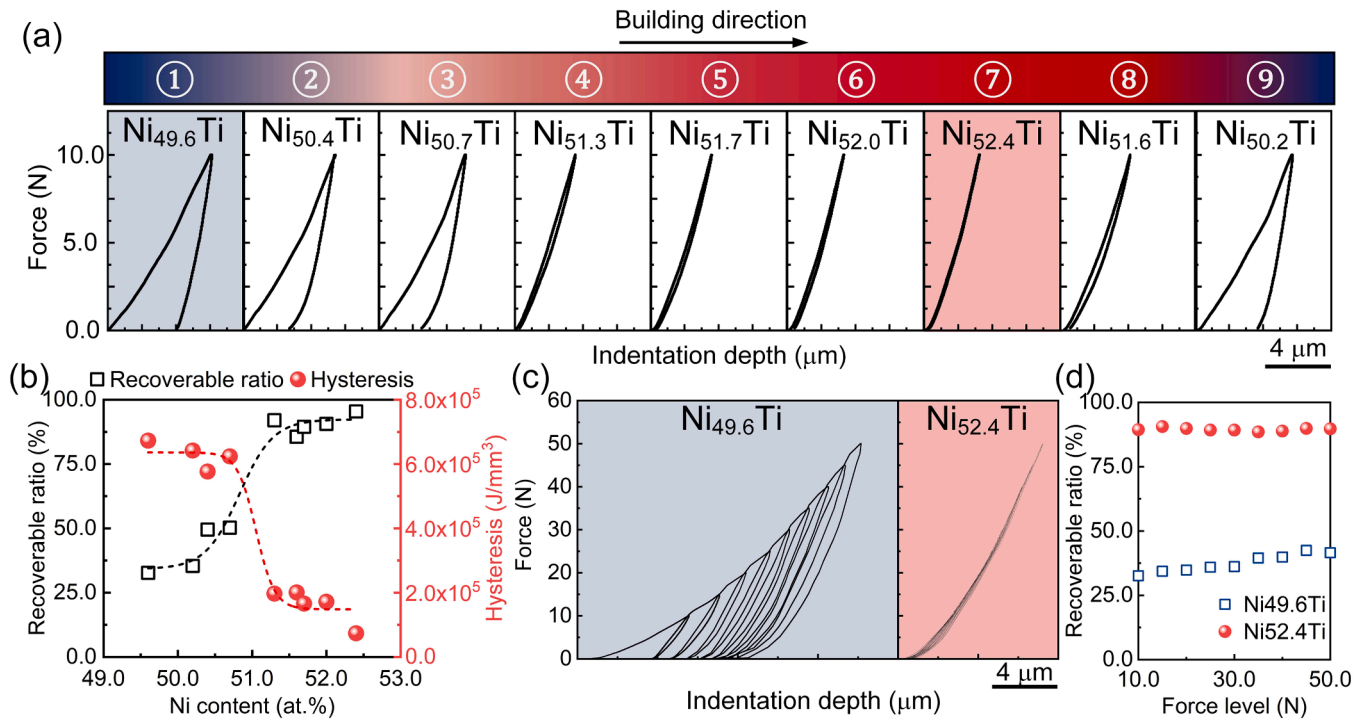 (a)
Building direction
① ② ③ ④ ⑤ ⑥ ⑦ ⑧ ⑨
Ni49.6Ti Ni50.4Ti Ni50.7Ti Ni51.3Ti Ni51.7Ti Ni52.0Ti Ni52.4Ti Ni51.6Ti Ni50.2Ti
Force (N)
10.0
5.0
0.0
Indentation depth (μm)
4 μm
(b)
Recoverable ratio Hysteresis
Recoverable ratio (%)
100.0
75.0
50.0
25.0
0.0
8.0x10^5
6.0x10^5
4.0x10^5
2.0x10^5
0.0
Hysteresis (J/mm^3)
49.0 50.0 51.0 52.0 53.0
Ni content (at.%)
(c)
Ni49.6Ti Ni52.4Ti
Force (N)
60
50
40
30
20
10
0
Indentation depth (μm)
4 μm
(d)
Recoverable ratio (%)
100.0
75.0
50.0
25.0
0.0
Ni49.6Ti
Ni52.4Ti
10.0 30.0 50.0
Force level (N)